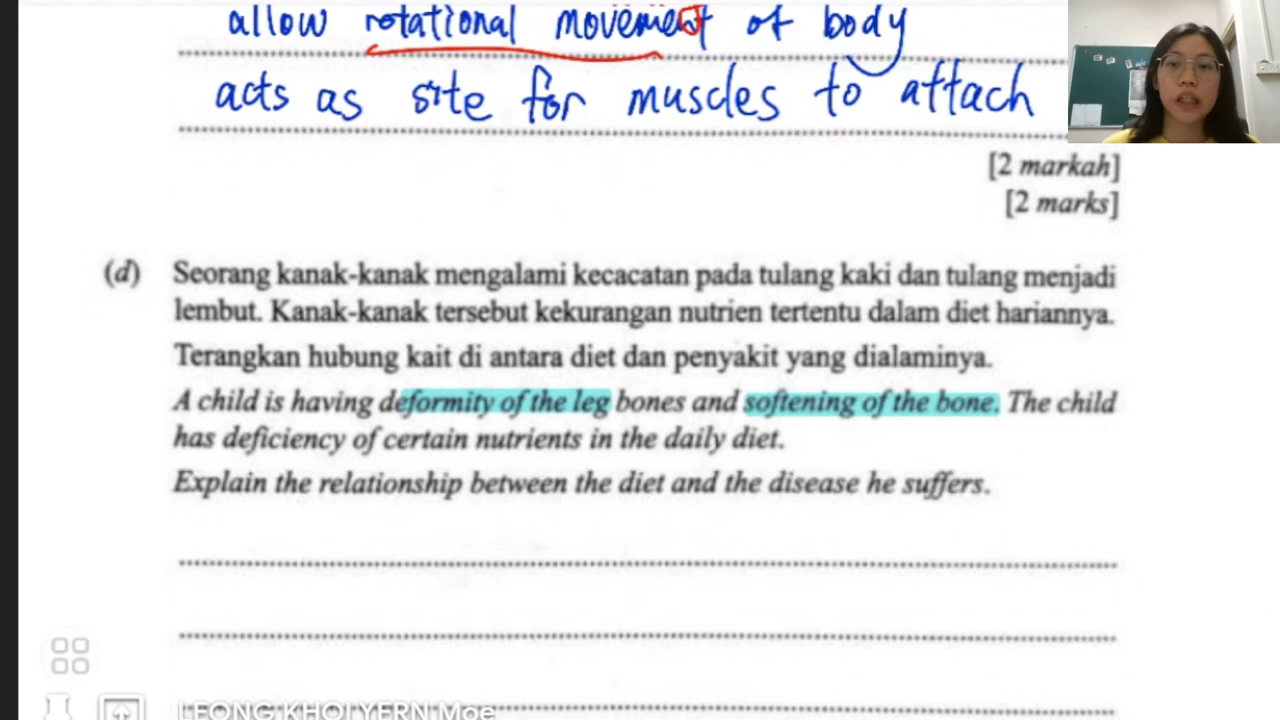 allow rotational movement of body
acts as site for muscles to attach
[2 markah]
[2 marks]
(d) Seorang kanak-kanak mengalami kecacatan pada tulang kaki dan tulang menjadi
lembut. Kanak-kanak tersebut kekurangan nutrien tertentu dalam diet hariannya.
Terangkan hubung kait di antara diet dan penyakit yang dialaminya.
A child is having deformity of the leg bones and softening of the bone. The child
has deficiency of certain nutrients in the daily diet.
Explain the relationship between the diet and the disease he suffers.
LEONG KHOI YERN Moe